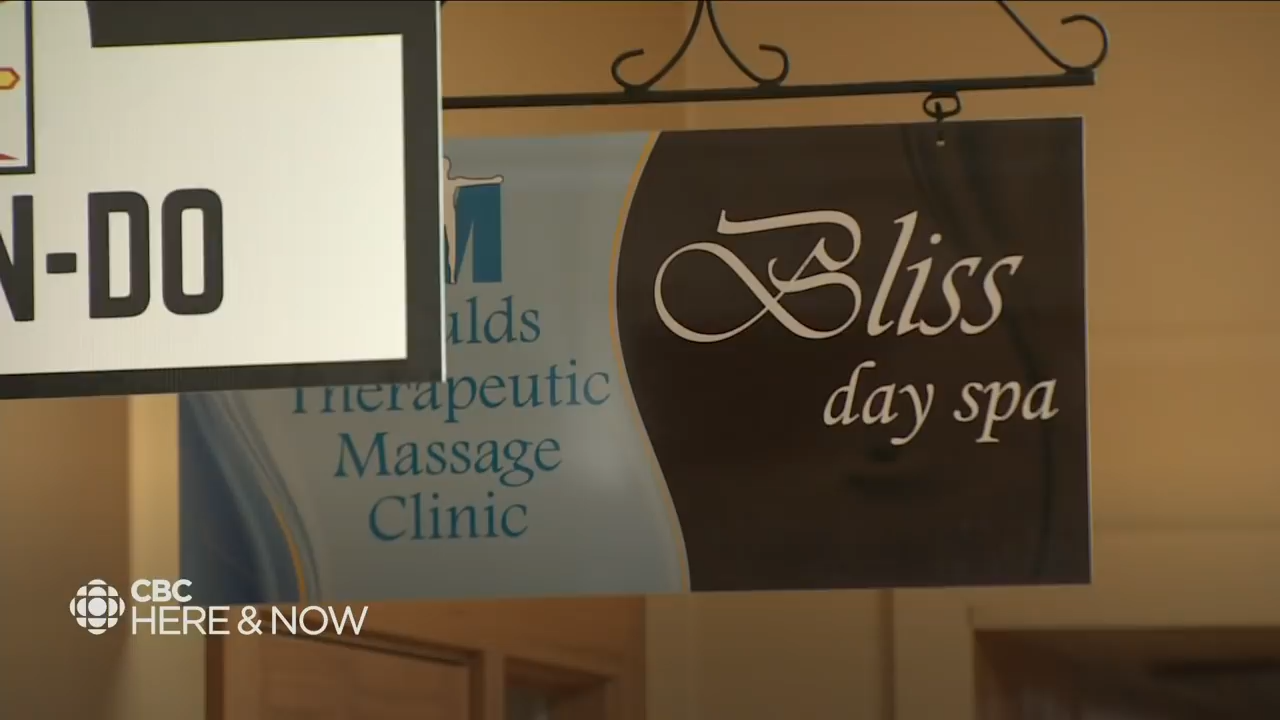 N-DO
M
ulds
Therapeutic
Massage
Clinic
Bliss
day spa
CBC
HERE & NOW